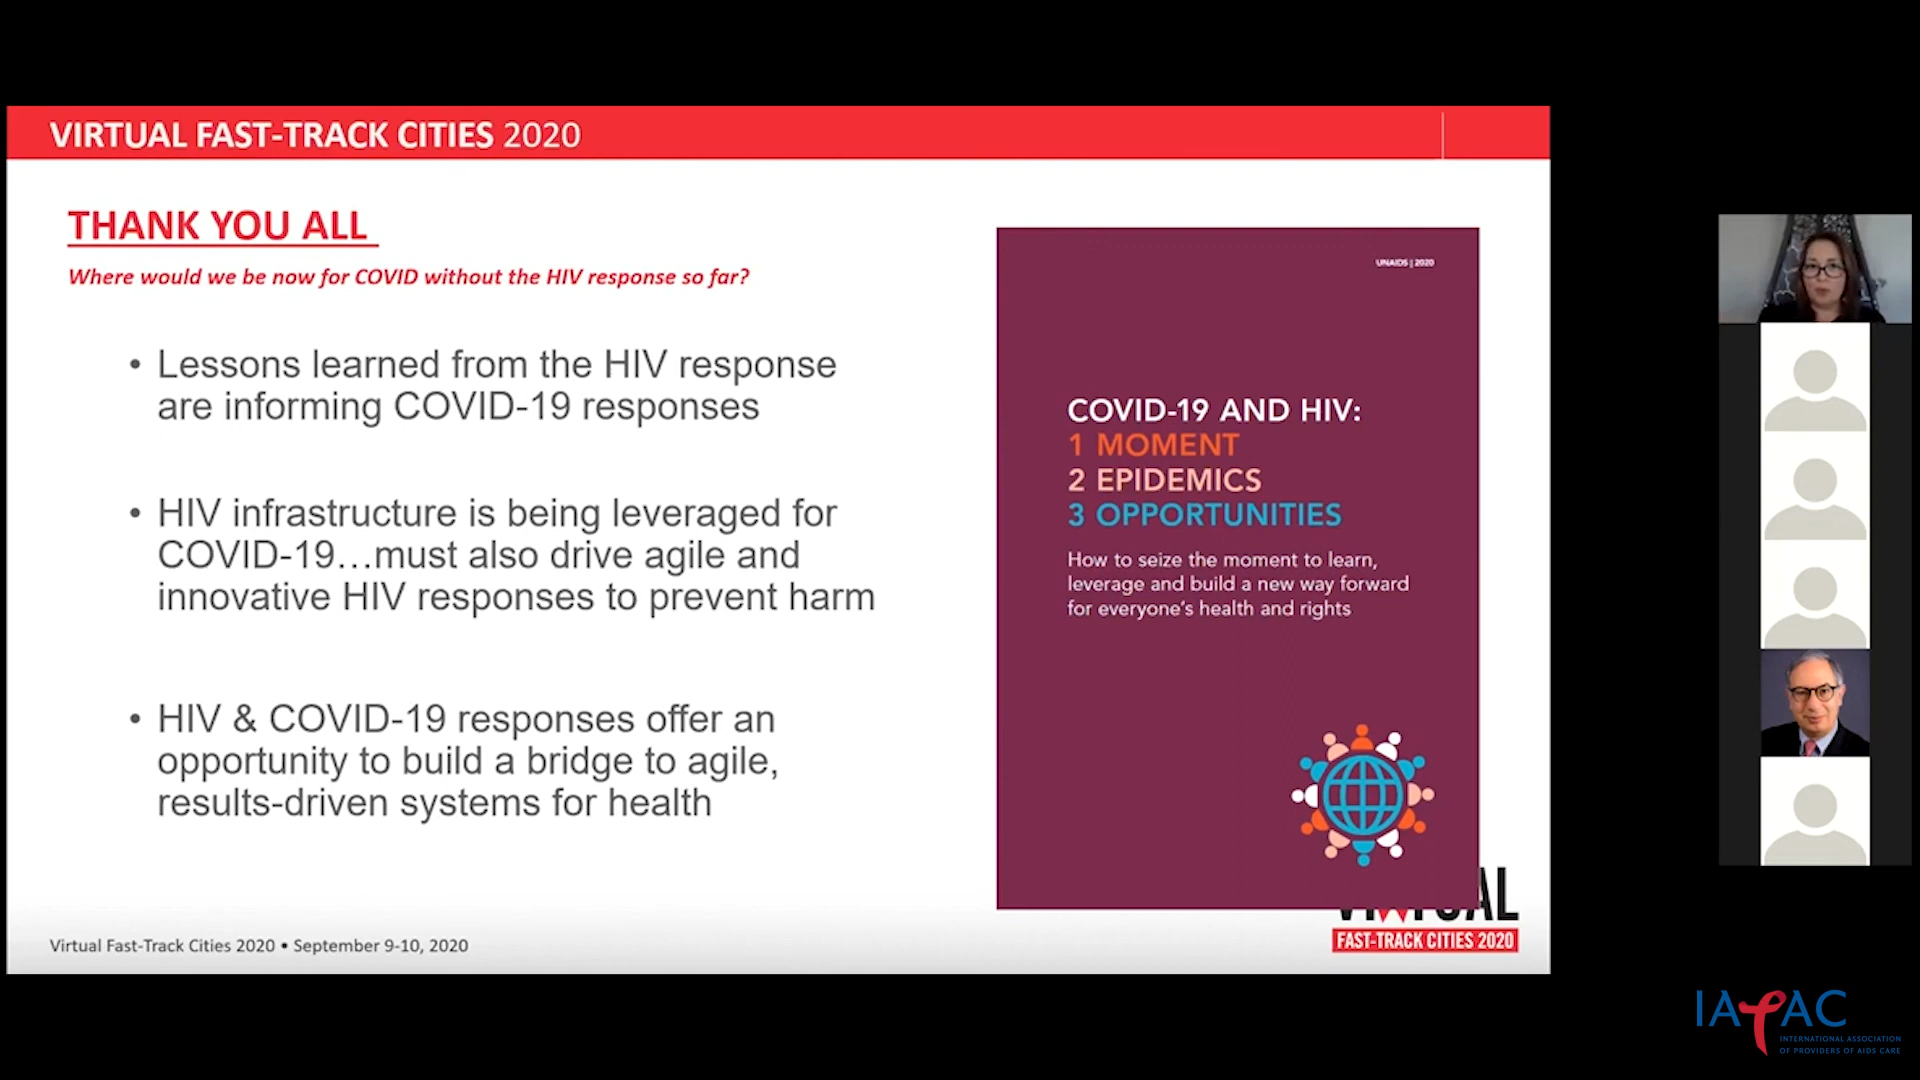 VIRTUAL FAST-TRACK CITIES 2020
THANK YOU ALL
Where would we be now for COVID without the HIV response so far?
• Lessons learned from the HIV response
are informing COVID-19 responses
• HIV infrastructure is being leveraged for
COVID-19…must also drive agile and
innovative HIV responses to prevent harm
• HIV & COVID-19 responses offer an
opportunity to build a bridge to agile,
results-driven systems for health
UNAIDS | 2020
COVID-19 AND HIV:
1 MOMENT
2 EPIDEMICS
3 OPPORTUNITIES
How to seize the moment to learn,
leverage and build a new way forward
for everyone's health and rights
VIRTUAL
FAST-TRACK CITIES 2020
Virtual Fast-Track Cities 2020 • September 9-10, 2020
IAPAC
INTERNATIONAL ASSOCIATION
OF PROVIDERS OF AIDS CARE